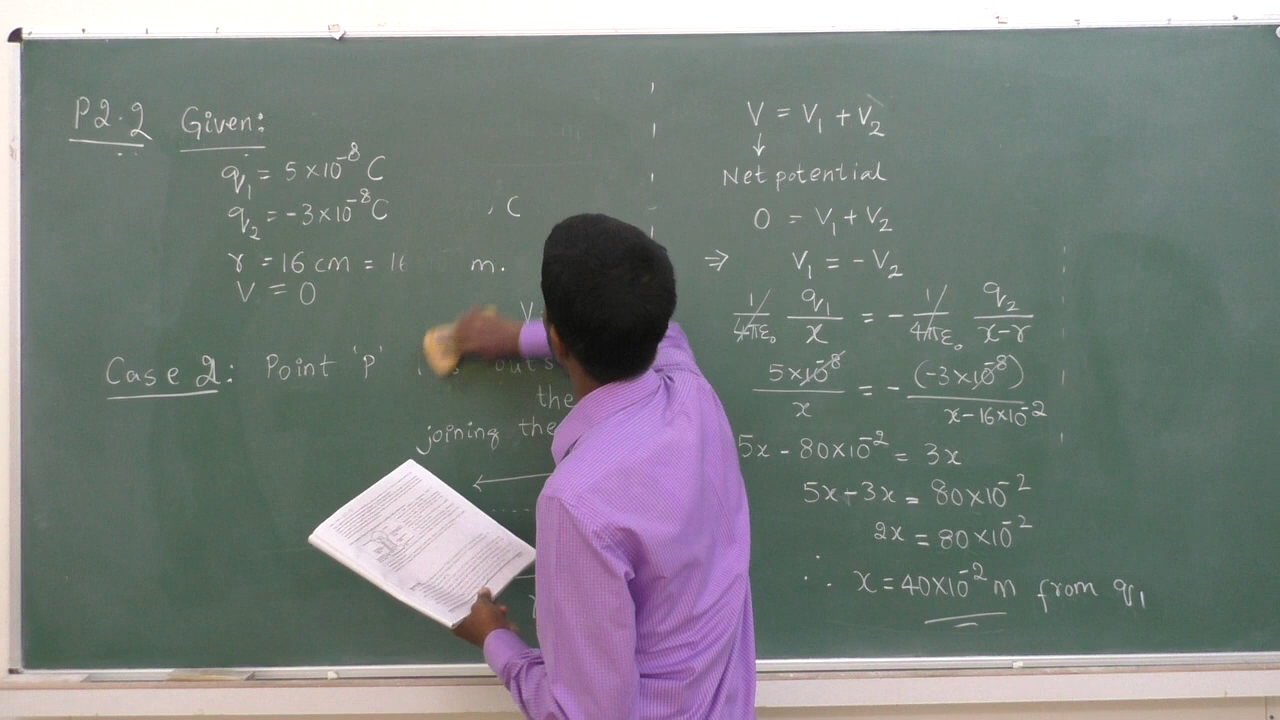 P2.2 Given:
q₁ = 5×10⁻⁸ C
q₂ = -3×10⁻⁸ C
, C
r = 16 cm = 16 m.
V = 0
V
Case 2: Point 'P' outs
the
joining the
V = V₁ + V₂
↓
Net potential
0 = V₁ + V₂
⇒ V₁ = - V₂
1/4πε₀ q₁/x = - 1/4πε₀ q₂/x-r
5×10⁻⁸/x = - (-3×10⁻⁸)/x-16×10⁻²
5x - 80×10⁻² = 3x
5x-3x = 80×10⁻²
2x = 80×10⁻²
∴ x = 40×10⁻² m from q₁